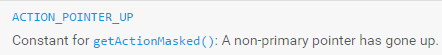 ACTION_POINTER_UP
Constant for getActionMasked(): A non-primary pointer has gone up.